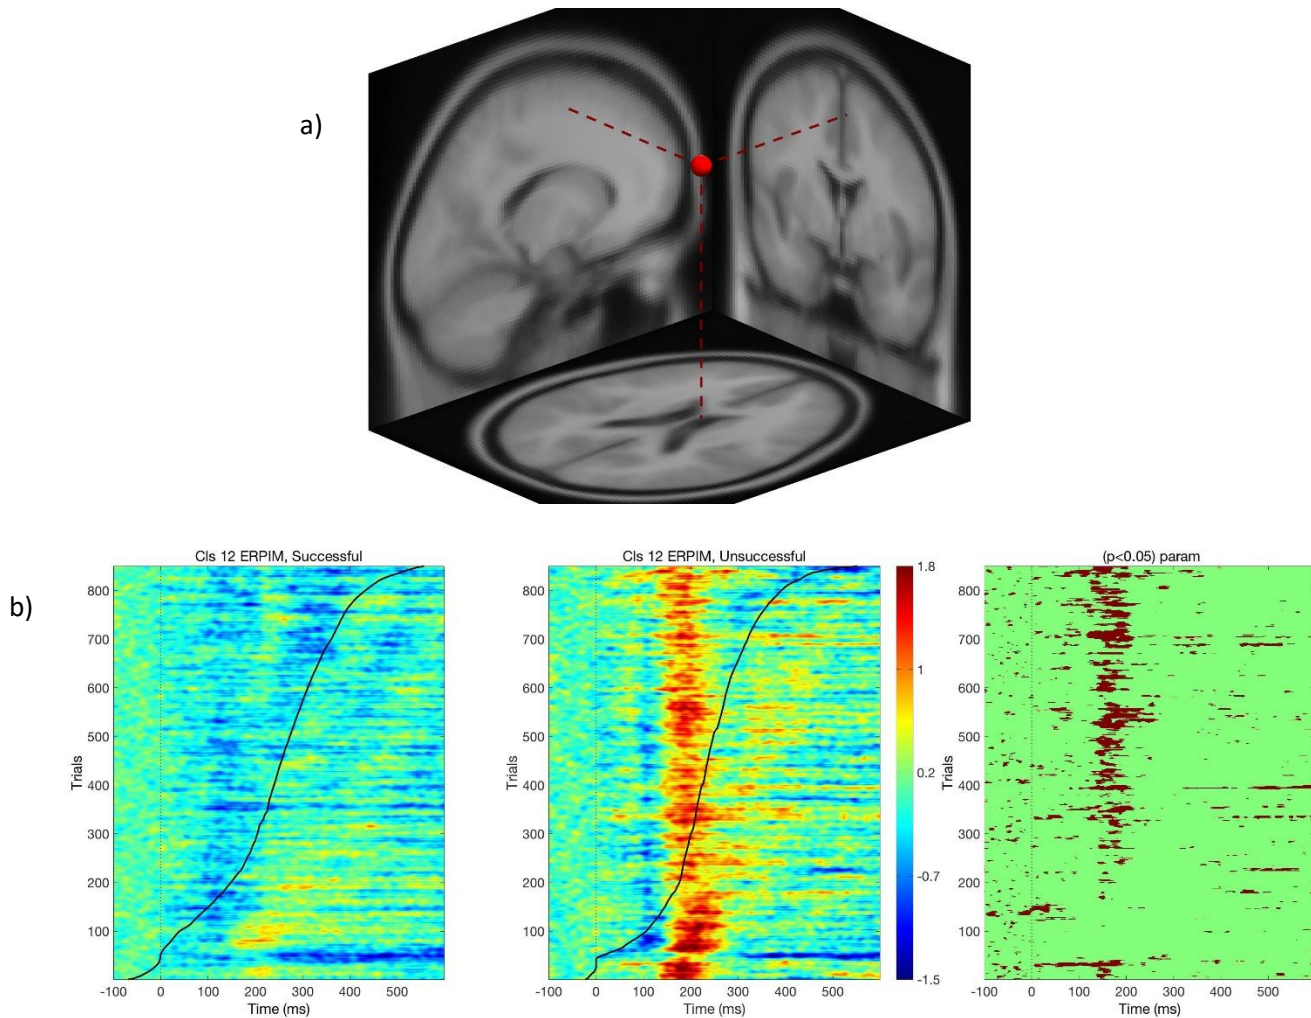 a)
b)
Cls 12 ERPIM, Successful
800
700
600
500
400
300
200
100
Trials
-100 0 100 200 300 400 500
Time (ms)
Cls 12 ERPIM, Unsuccessful
800
700
600
500
400
300
200
100
Trials
-100 0 100 200 300 400 500
Time (ms)
1.8
1
0.2
-0.7
-1.5
(p<0.05) param
800
700
600
500
400
300
200
100
Trials
-100 0 100 200 300 400 500
Time (ms)